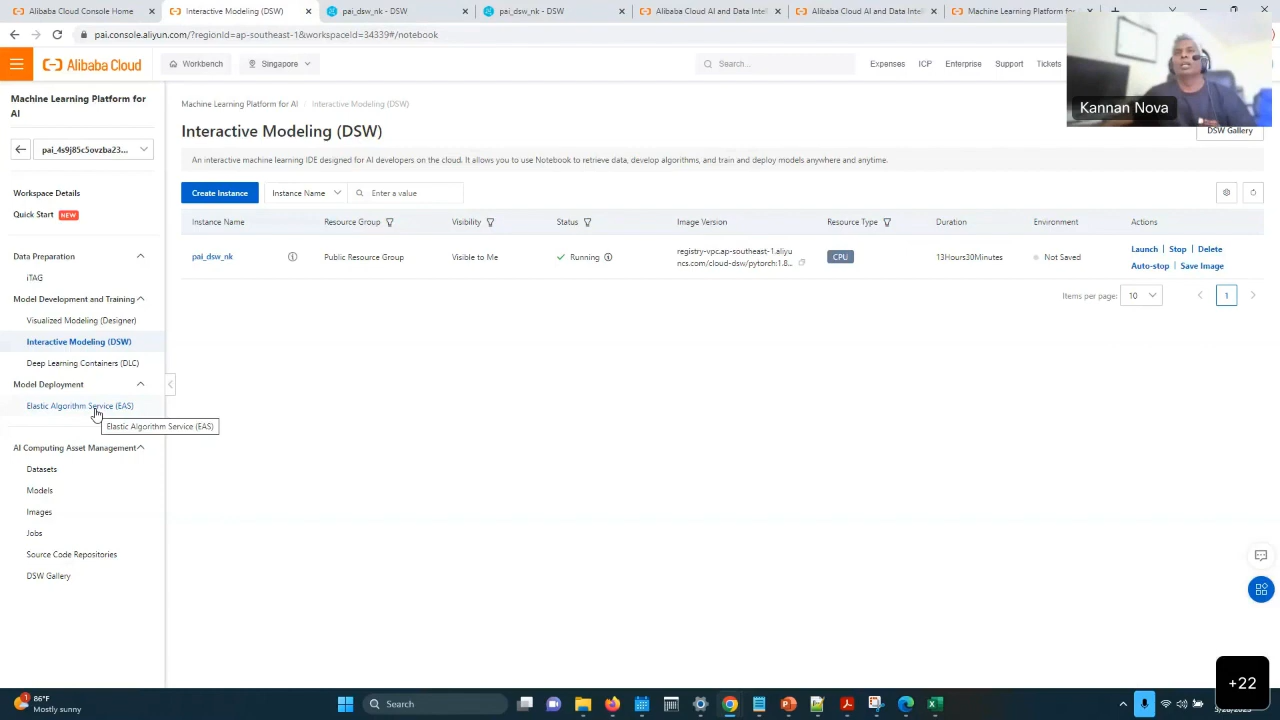 Alibaba Cloud Console Home
Interactive Modeling (DSW)
pai_dsw_nk - DSW
pai_dsw_nk - DSW
Alibaba Cloud AI and Data Intel
Alibaba Cloud AI and Data Intel
Machine Learning Platform for
pai.console.aliyun.com/?regionId=ap-southeast-1&workspaceId=34339#/notebook
Alibaba Cloud
Workbench
Singapore
Search...
Expenses
ICP
Enterprise
Support
Tickets
Kannan Nova
Machine Learning Platform for
AI
pai_4s9j85c5ovzba23...
Workspace Details
Quick Start NEW
Data Preparation
iTAG
Model Development and Training
Visualized Modeling (Designer)
Interactive Modeling (DSW)
Deep Learning Containers (DLC)
Model Deployment
Elastic Algorithm Service (EAS)
Elastic Algorithm Service (EAS)
AI Computing Asset Management
Datasets
Models
Images
Jobs
Source Code Repositories
DSW Gallery
Machine Learning Platform for AI / Interactive Modeling (DSW)
Interactive Modeling (DSW)
DSW Gallery
An interactive machine learning IDE designed for AI developers on the cloud. It allows you to use Notebook to retrieve data, develop algorithms, and train and deploy models anywhere and anytime.
Create Instance
Instance Name
Enter a value
Instance Name
Resource Group
Visibility
Status
Image Version
Resource Type
Duration
Environment
Actions
pai_dsw_nk
Public Resource Group
Visible to Me
Running
registry-vpc.ap-southeast-1.aliyu
ncs.com/cloud-dsw/pytorch:1.8...
CPU
13Hours30Minutes
Not Saved
Launch | Stop | Delete
Auto-stop | Save Image
Items per page: 10
1
+22
1
86°F
Mostly sunny
Search